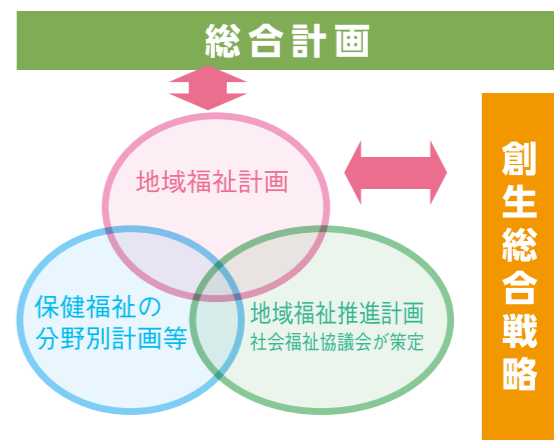 総合計画
地域福祉計画
保健福祉の
分野別計画等
地域福祉推進計画
社会福祉協議会が策定
創生総合戦略